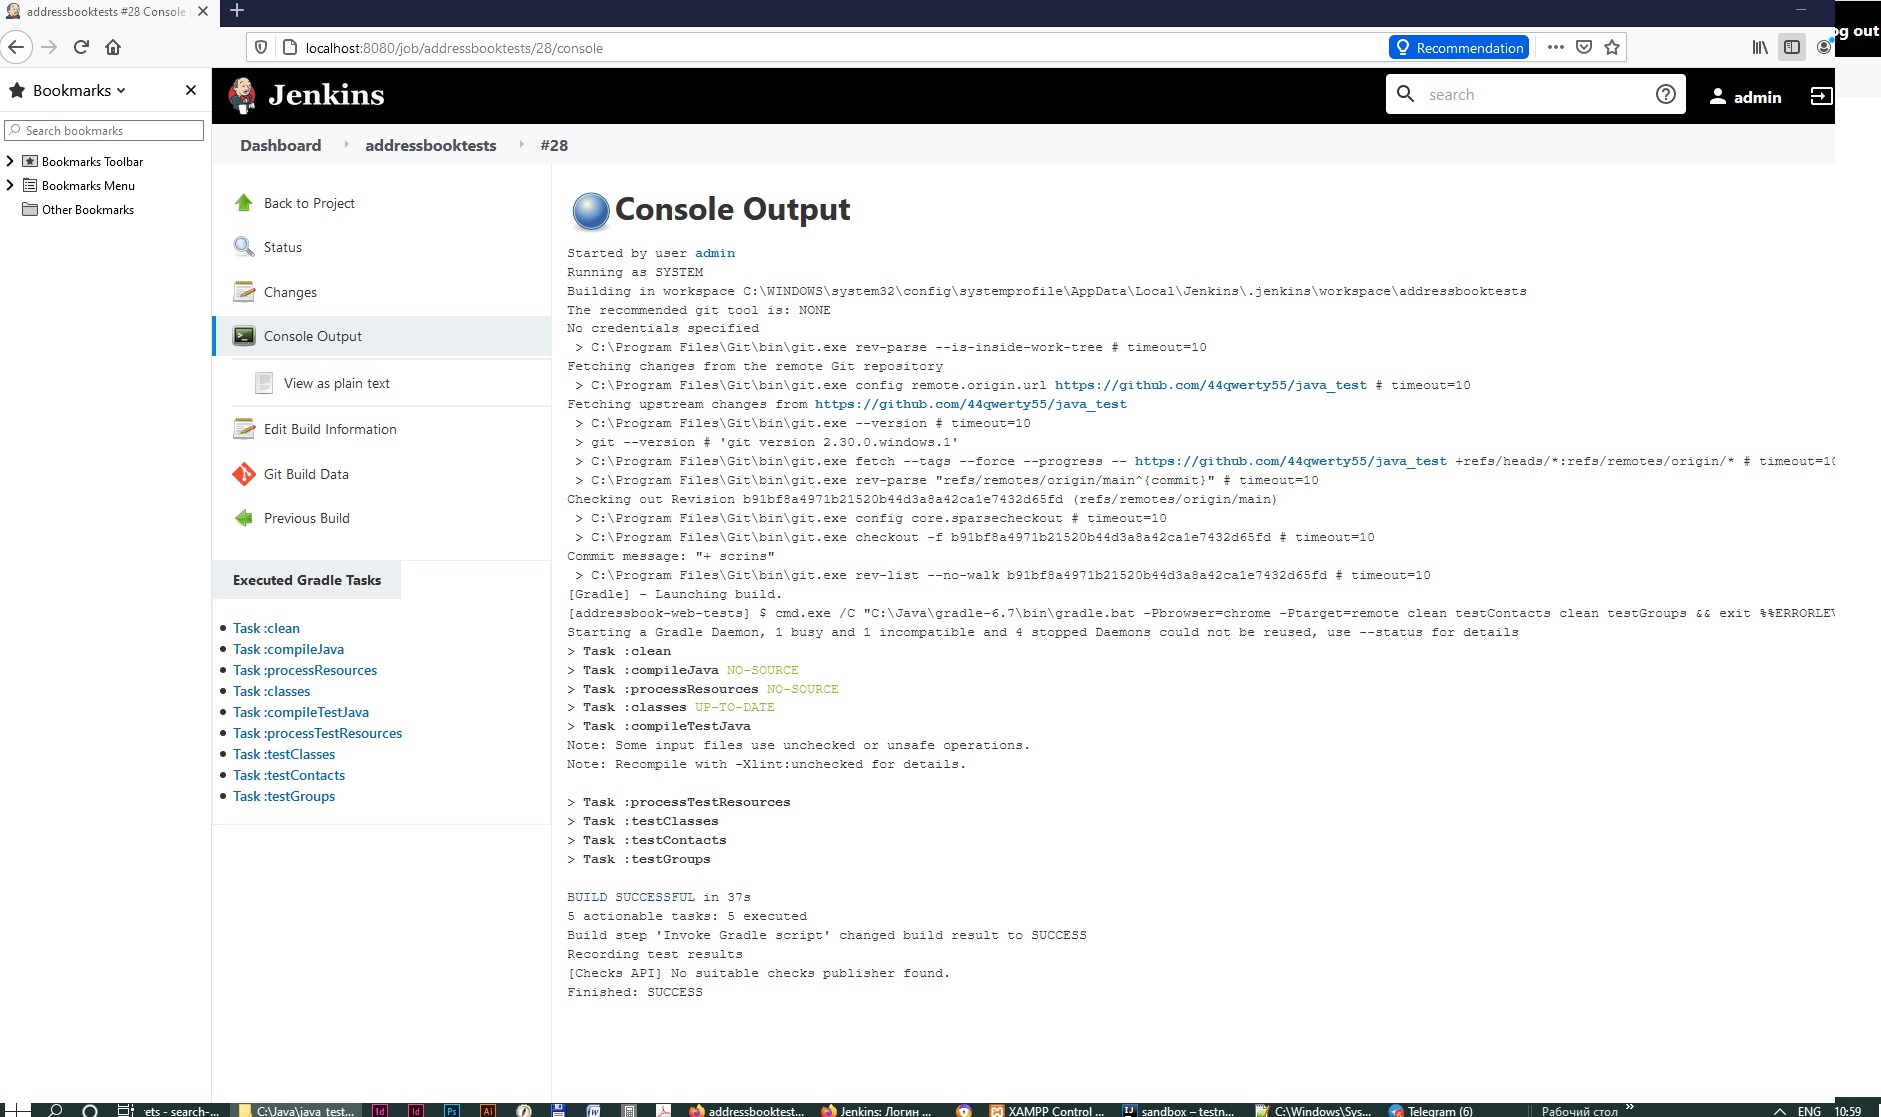 addressbooktests #28 Console
og out
localhost:8080/job/addressbooktests/28/console
Recommendation
Bookmarks
Jenkins
search
admin
Search bookmarks
Bookmarks Toolbar
Bookmarks Menu
Other Bookmarks
Dashboard
addressbooktests
#28
Back to Project
Status
Changes
Console Output
View as plain text
Edit Build Information
Git Build Data
Previous Build
Executed Gradle Tasks
Task :clean
Task :compileJava
Task :processResources
Task :classes
Task :compileTestJava
Task :processTestResources
Task :testClasses
Task :testContacts
Task :testGroups
Console Output
Started by user admin
Running as SYSTEM
Building in workspace C:\WINDOWS\system32\config\systemprofile\AppData\Local\Jenkins\.jenkins\workspace\addressbooktests
The recommended git tool is: NONE
No credentials specified
> C:\Program Files\Git\bin\git.exe rev-parse --is-inside-work-tree # timeout=10
Fetching changes from the remote Git repository
> C:\Program Files\Git\bin\git.exe config remote.origin.url https://github.com/44qwerty55/java_test # timeout=10
Fetching upstream changes from https://github.com/44qwerty55/java_test
> C:\Program Files\Git\bin\git.exe --version # timeout=10
> git --version # 'git version 2.30.0.windows.1'
> C:\Program Files\Git\bin\git.exe fetch --tags --force --progress -- https://github.com/44qwerty55/java_test +refs/heads/*:refs/remotes/origin/* # timeout=10
> C:\Program Files\Git\bin\git.exe rev-parse "refs/remotes/origin/main^{commit}" # timeout=10
Checking out Revision b91bf8a4971b21520b44d3a8a42ca1e7432d65fd (refs/remotes/origin/main)
> C:\Program Files\Git\bin\git.exe config core.sparsecheckout # timeout=10
> C:\Program Files\Git\bin\git.exe checkout -f b91bf8a4971b21520b44d3a8a42ca1e7432d65fd # timeout=10
Commit message: "+ scrins"
> C:\Program Files\Git\bin\git.exe rev-list --no-walk b91bf8a4971b21520b44d3a8a42ca1e7432d65fd # timeout=10
[Gradle] - Launching build.
[addressbook-web-tests] $ cmd.exe /C "C:\Java\gradle-6.7\bin\gradle.bat -Pbrowser=chrome -Ptarget=remote clean testContacts clean testGroups && exit %%ERRORLEV
Starting a Gradle Daemon, 1 busy and 1 incompatible and 4 stopped Daemons could not be reused, use --status for details
> Task :clean
> Task :compileJava NO-SOURCE
> Task :processResources NO-SOURCE
> Task :classes UP-TO-DATE
> Task :compileTestJava
Note: Some input files use unchecked or unsafe operations.
Note: Recompile with -Xlint:unchecked for details.
> Task :processTestResources
> Task :testClasses
> Task :testContacts
> Task :testGroups
BUILD SUCCESSFUL in 37s
5 actionable tasks: 5 executed
Build step 'Invoke Gradle script' changed build result to SUCCESS
Recording test results
[Checks API] No suitable checks publisher found.
Finished: SUCCESS
ets - search-...
C:\Java\java_test...
Id
Id
Ps
Ai
addressbooktest...
Jenkins: Логин ...
XAMPP Control ...
sandbox – testn...
C:\Windows\Sys...
Telegram (6)
Рабочий стол
ENG
10:59